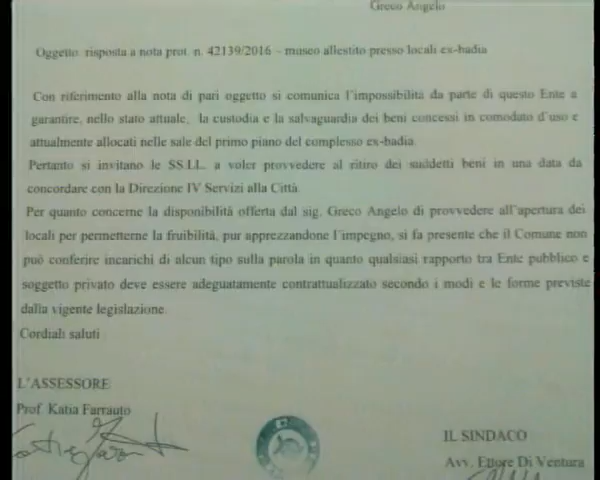 Greco Angelo
Oggetto: risposta a nota prot. n. 42139/2016 – museo allestito presso locali ex-badia
Con riferimento alla nota di pari oggetto si comunica l'impossibilità da parte di questo Ente a
garantire, nello stato attuale, la custodia e la salvaguardia dei beni concessi in comodato d'uso e
attualmente allocati nelle sale del primo piano del complesso ex-badia.
Pertanto si invitano le SS.LL. a voler provvedere al ritiro dei suddetti beni in una data da
concordare con la Direzione IV Servizi alla Città.
Per quanto concerne la disponibilità offerta dal sig. Greco Angelo di provvedere all'apertura dei
locali per permetterne la fruibilità, pur apprezzandone l'impegno, si fa presente che il Comune non
può conferire incarichi di alcun tipo sulla parola in quanto qualsiasi rapporto tra Ente pubblico e
soggetto privato deve essere adeguatamente contrattualizzato secondo i modi e le forme previste
dalla vigente legislazione.
Cordiali saluti
L'ASSESSORE
Prof. Katia Farrauto
IL SINDACO
Avv. Ettore Di Ventura